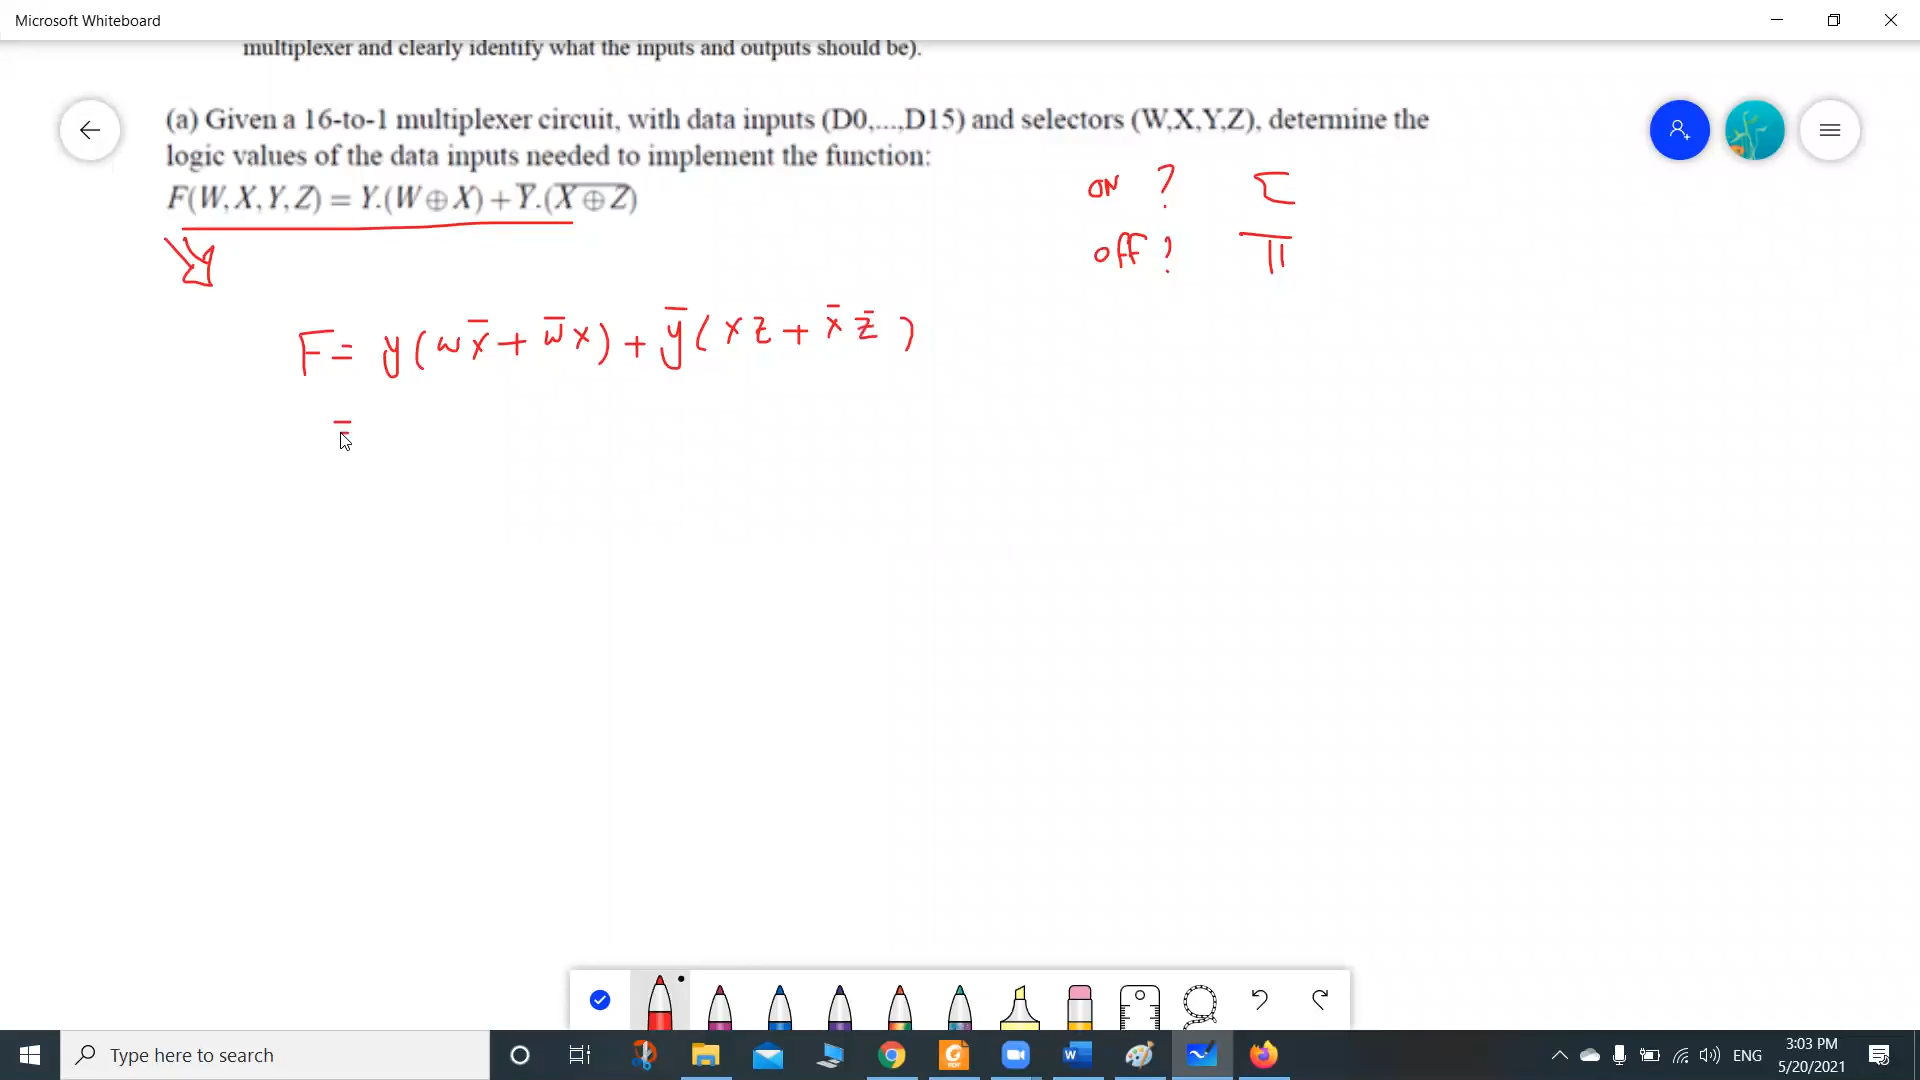 Microsoft Whiteboard
multiplexer and clearly identify what the inputs and outputs should be).
(a) Given a 16-to-1 multiplexer circuit, with data inputs (D0,...,D15) and selectors (W,X,Y,Z), determine the
logic values of the data inputs needed to implement the function:
F(W,X,Y,Z) = Y.(W⊕X) + Y̅.(X̅ ⊕ Z̅)
ON ? Σ
off ? π
F = y(wx̄ + w̄x) + ȳ(xz + x̄z̄)
=
Type here to search
W
ENG
3:03 PM
5/20/2021